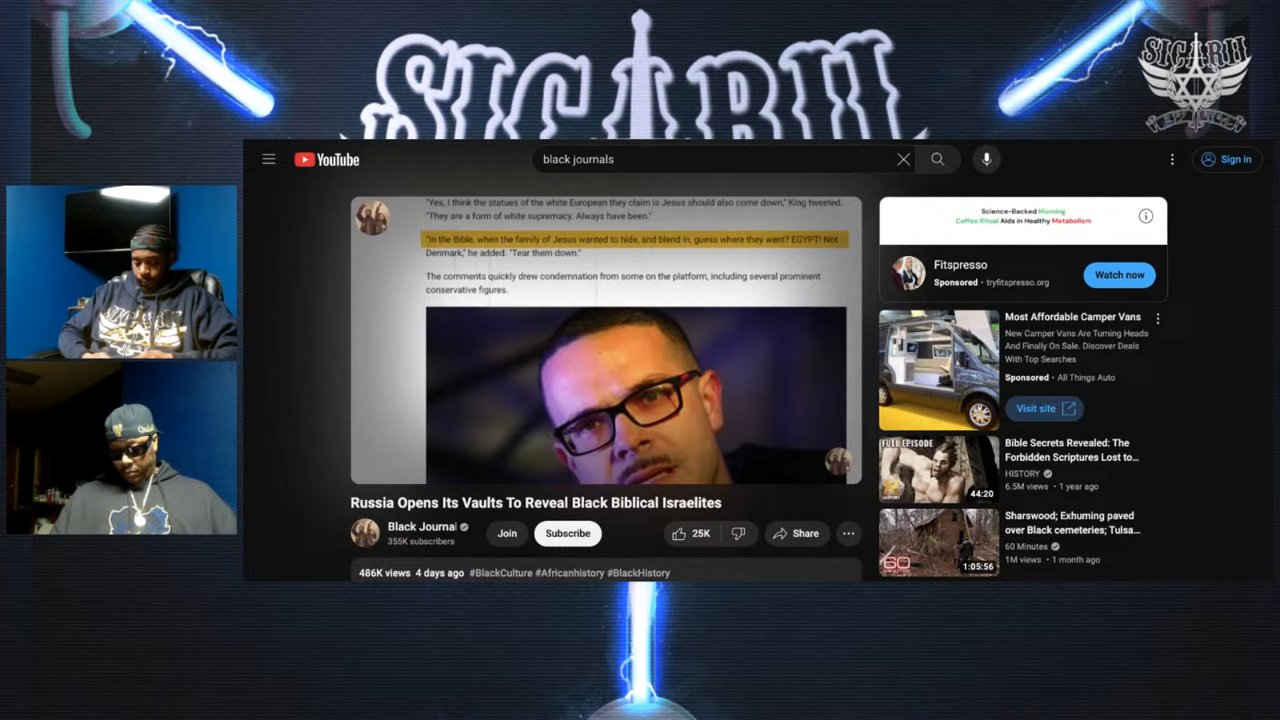 SICARII
SICARII
YouTube
black journals
Sign in
"Yes, I think the statues of the white European they claim is Jesus should also come down," King tweeted.
"They are a form of white supremacy. Always have been."
"In the Bible, when the family of Jesus wanted to hide, and blend in, guess where they went? EGYPT! Not
Denmark," he added. "Tear them down."
The comments quickly drew condemnation from some on the platform, including several prominent
conservative figures.
Russia Opens Its Vaults To Reveal Black Biblical Israelites
Black Journal
355K subscribers
Join
Subscribe
25K
Share
486K views 4 days ago #BlackCulture #Africanhistory #BlackHistory
Science-Backed Morning
Coffee Ritual Aids in Healthy Metabolism
Fitspresso
Sponsored • tryfitspresso.org
Watch now
Most Affordable Camper Vans
New Camper Vans Are Turning Heads
And Finally On Sale. Discover Deals
With Top Searches
Sponsored • All Things Auto
Visit site
FULL EPISODE
44:20
Bible Secrets Revealed: The
Forbidden Scriptures Lost to...
HISTORY
6.5M views • 1 year ago
60
1:05:56
Sharswood; Exhuming paved
over Black cemeteries; Tulsa...
60 Minutes
1M views • 1 month ago